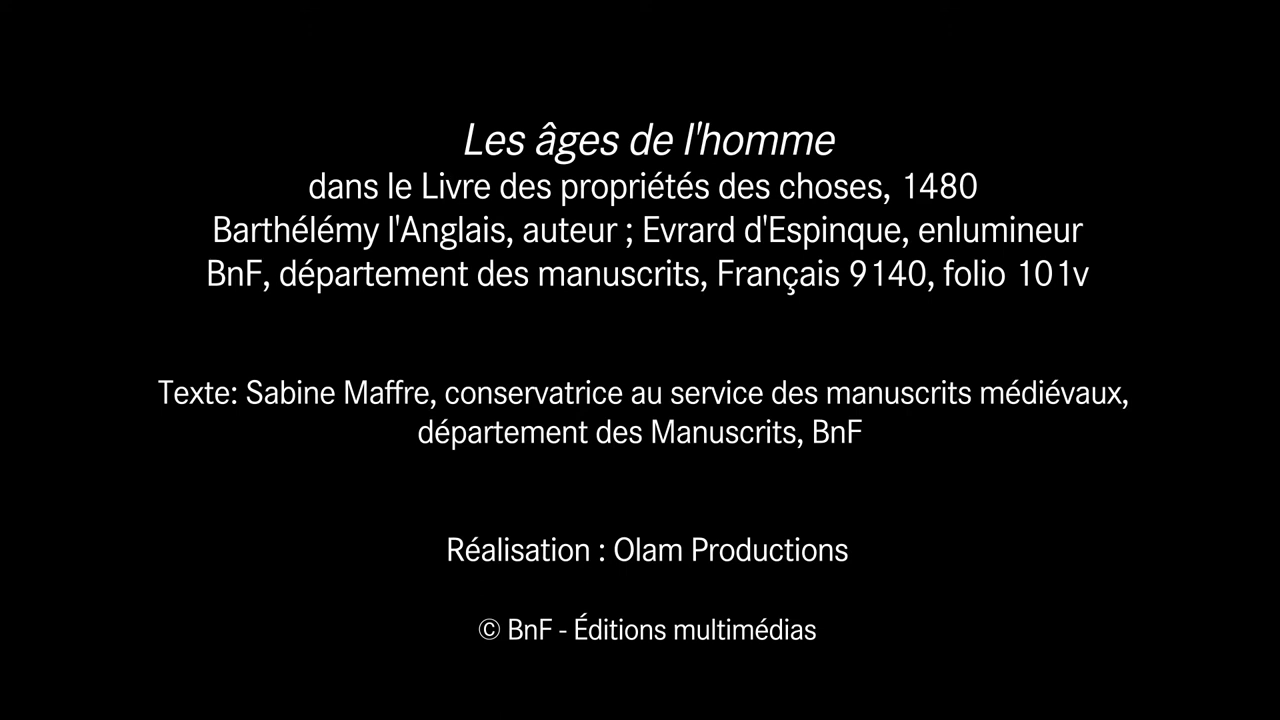 Les âges de l'homme
dans le Livre des propriétés des choses, 1480
Barthélémy l'Anglais, auteur ; Evrard d'Espinque, enlumineur
BnF, département des manuscrits, Français 9140, folio 101v
Texte: Sabine Maffre, conservatrice au service des manuscrits médiévaux,
département des Manuscrits, BnF
Réalisation : Olam Productions
© BnF - Éditions multimédias